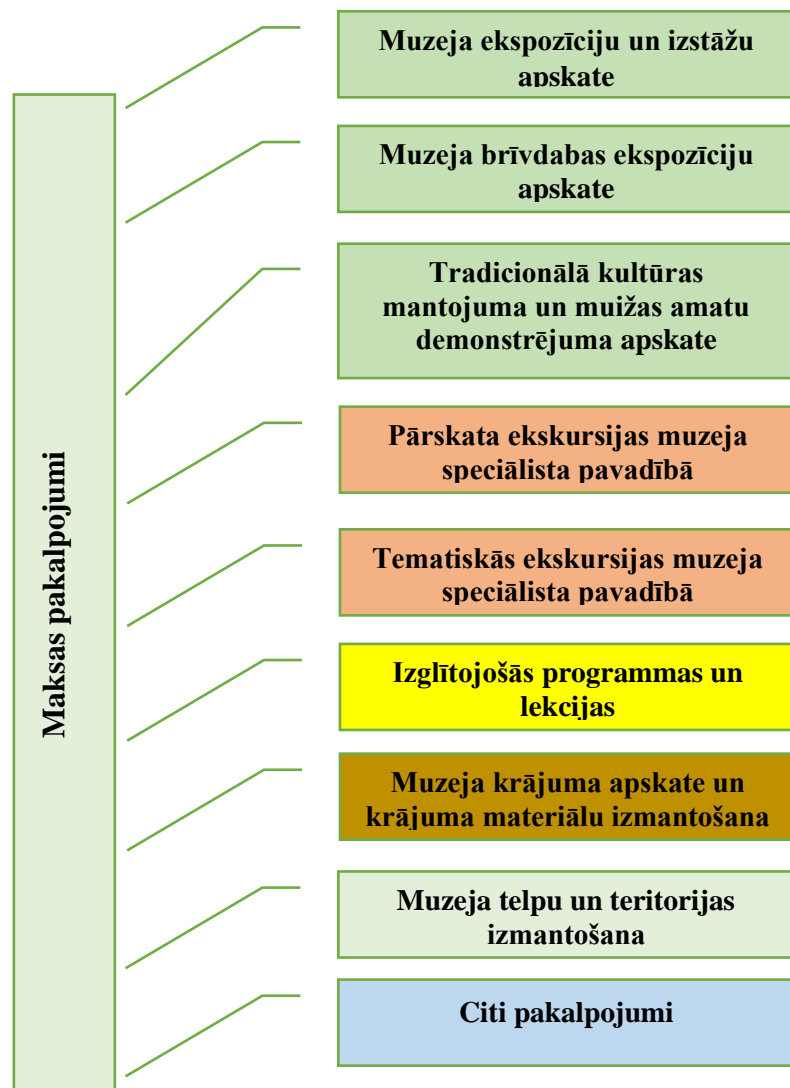 Maksas pakalpojumi
Muzeja ekspozīciju un izstāžu
apskate
Muzeja brīvdabas ekspozīciju
apskate
Tradicionālā kultūras
mantojuma un muižas amatu
demonstrējuma apskate
Pārskata ekskursijas muzeja
speciālista pavadībā
Tematiskās ekskursijas muzeja
speciālista pavadībā
Izglītojošās programmas un
lekcijas
Muzeja krājuma apskate un
krājuma materiālu izmantošana
Muzeja telpu un teritorijas
izmantošana
Citi pakalpojumi